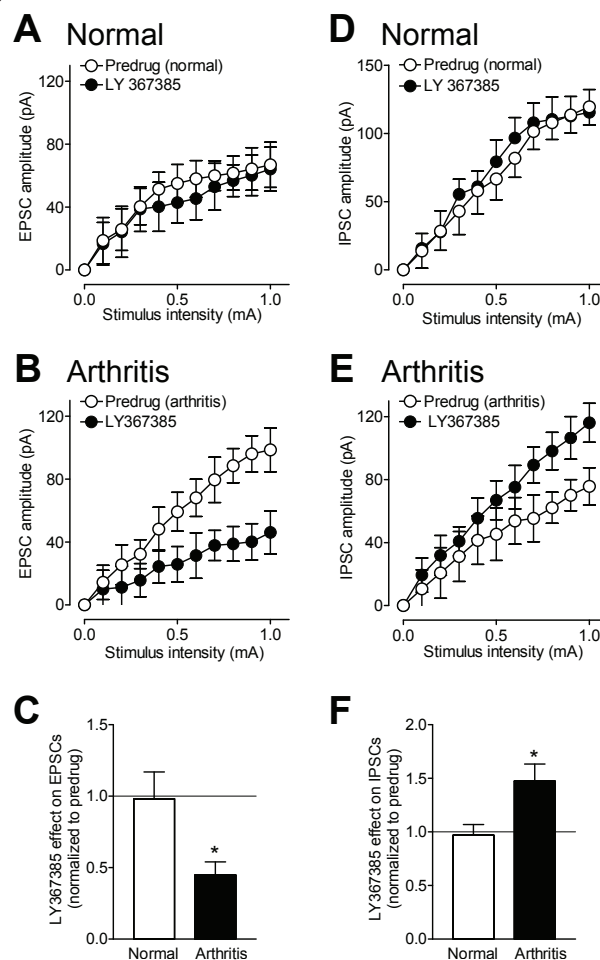 A Normal
Predrug (normal)
LY 367385
EPSC amplitude (pA)
120
80
40
0
0.0 0.5 1.0
Stimulus intensity (mA)
D Normal
Predrug (normal)
LY 367385
IPSC amplitude (pA)
150
100
50
0
0.0 0.5 1.0
Stimulus intensity (mA)
B Arthritis
Predrug (arthritis)
LY367385
EPSC amplitude (pA)
120
80
40
0
0.0 0.5 1.0
Stimulus intensity (mA)
E Arthritis
Predrug (arthritis)
LY367385
IPSC amplitude (pA)
120
80
40
0
0.0 0.5 1.0
Stimulus intensity (mA)
C
LY367385 effect on EPSCs
(normalized to predrug)
1.5
1.0
0.5
0.0
*
Normal Arthritis
F
LY367385 effect on IPSCs
(normalized to predrug)
2.0
1.5
1.0
0.5
0.0
*
Normal Arthritis